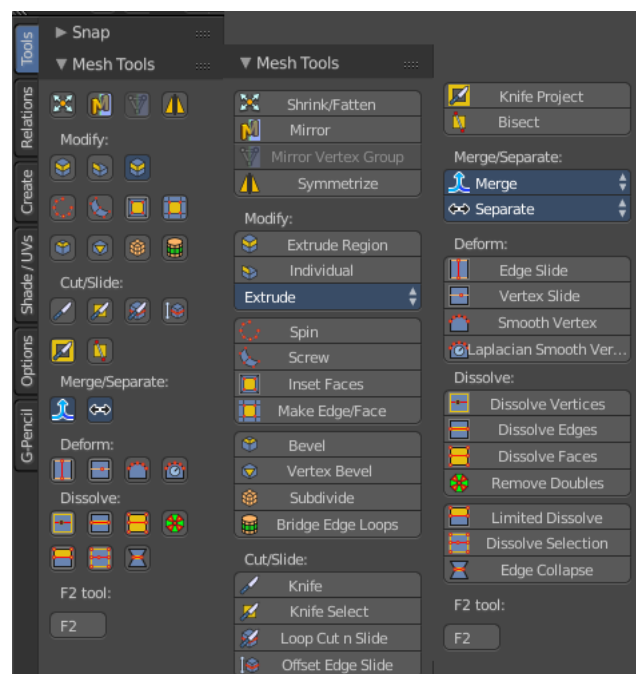 Tools
Relations
Create
Shade / UVs
Options
G-Pencil
▶ Snap
▼ Mesh Tools
Modify:
Cut/Slide:
Merge/Separate:
Deform:
Dissolve:
F2 tool:
F2
▼ Mesh Tools
Shrink/Fatten
Mirror
Mirror Vertex Group
Symmetrize
Modify:
Extrude Region
Individual
Extrude
Spin
Screw
Inset Faces
Make Edge/Face
Bevel
Vertex Bevel
Subdivide
Bridge Edge Loops
Cut/Slide:
Knife
Knife Select
Loop Cut n Slide
Offset Edge Slide
Knife Project
Bisect
Merge/Separate:
Merge
Separate
Deform:
Edge Slide
Vertex Slide
Smooth Vertex
Laplacian Smooth Ver...
Dissolve:
Dissolve Vertices
Dissolve Edges
Dissolve Faces
Remove Doubles
Limited Dissolve
Dissolve Selection
Edge Collapse
F2 tool:
F2